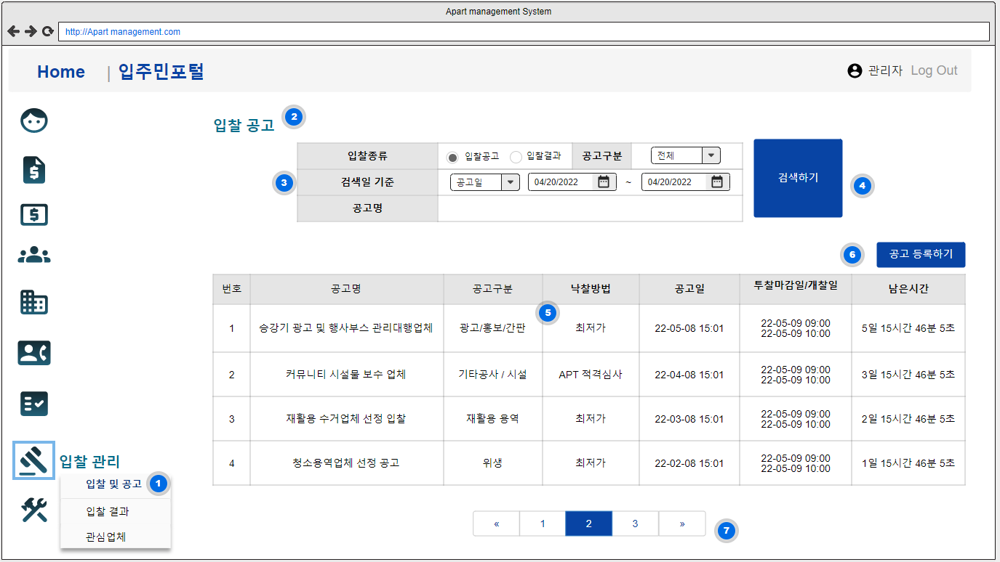 Apart management System
http://Apart management.com
Home | 입주민포털
관리자 Log Out
입찰 공고 2
입찰종류 입찰공고 입찰결과 공고구분 전체
3 검색일 기준 공고일 04/20/2022 ~ 04/20/2022
공고명
검색하기 4
6 공고 등록하기
번호 공고명 공고구분 낙찰방법 공고일 투찰마감일/개찰일 남은시간
5
1 승강기 광고 및 행사부스 관리대행업체 광고/홍보/간판 최저가 22-05-08 15:01 22-05-09 09:00 5일 15시간 46분 5초
22-05-09 10:00
2 커뮤니티 시설물 보수 업체 기타공사 / 시설 APT 적격심사 22-04-08 15:01 22-05-09 09:00 3일 15시간 46분 5초
22-05-09 10:00
3 재활용 수거업체 선정 입찰 재활용 용역 최저가 22-03-08 15:01 22-05-09 09:00 2일 15시간 46분 5초
22-05-09 10:00
4 청소용역업체 선정 공고 위생 최저가 22-02-08 15:01 22-05-09 09:00 1일 15시간 46분 5초
22-05-09 10:00
입찰 관리
입찰 및 공고 1
입찰 결과
관심업체
« 1 2 3 » 7